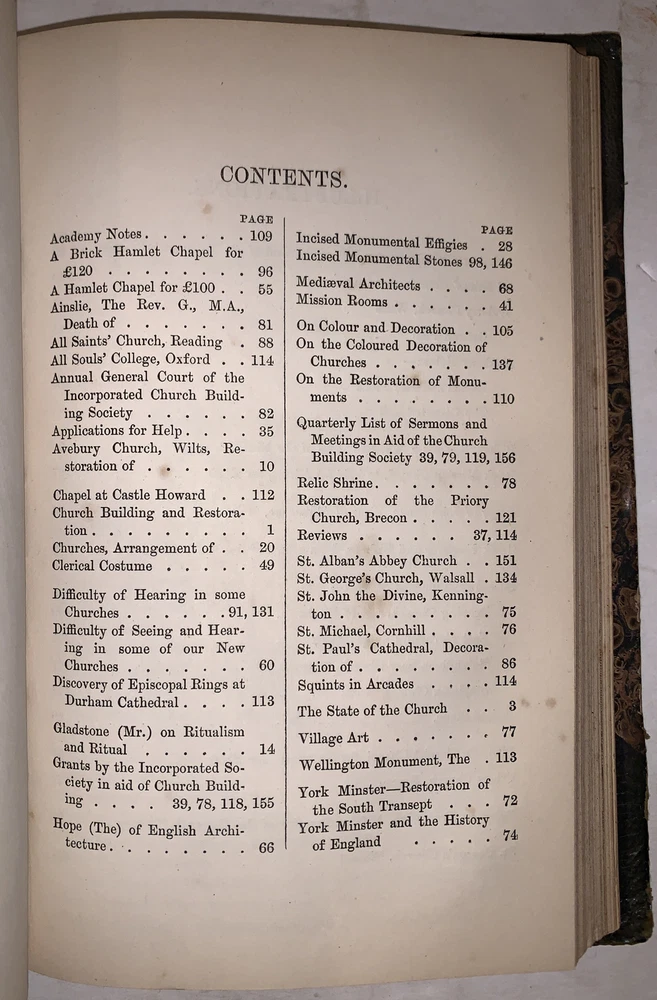 CONTENTS.
PAGE
Academy Notes . . . . . . 109
A Brick Hamlet Chapel for
£120 . . . . . . . . 96
A Hamlet Chapel for £100 . . 55
Ainslie, The Rev. G., M.A.,
Death of . . . . . . . 81
All Saints' Church, Reading . 88
All Souls' College, Oxford . . 114
Annual General Court of the
Incorporated Church Build-
ing Society . . . . . . 82
Applications for Help . . . . 35
Avebury Church, Wilts, Re-
storation of . . . . . . 10
Chapel at Castle Howard . . 112
Church Building and Restora-
tion . . . . . . . . . 1
Churches, Arrangement of . . 20
Clerical Costume . . . . . 49
Difficulty of Hearing in some
Churches . . . . . . 91, 131
Difficulty of Seeing and Hear-
ing in some of our New
Churches . . . . . . . 60
Discovery of Episcopal Rings at
Durham Cathedral . . . . 113
Gladstone (Mr.) on Ritualism
and Ritual . . . . . . 14
Grants by the Incorporated So-
ciety in aid of Church Build-
ing . . . . 39, 78, 118, 155
Hope (The) of English Archi-
tecture . . . . . . . . 66
PAGE
Incised Monumental Effigies . 28
Incised Monumental Stones 98, 146
Mediæval Architects . . . . 68
Mission Rooms . . . . . . 41
On Colour and Decoration . . 105
On the Coloured Decoration of
Churches . . . . . . . 137
On the Restoration of Monu-
ments . . . . . . . . 110
Quarterly List of Sermons and
Meetings in Aid of the Church
Building Society 39, 79, 119, 156
Relic Shrine . . . . . . . 78
Restoration of the Priory
Church, Brecon . . . . . 121
Reviews . . . . . . 37, 114
St. Alban's Abbey Church . . 151
St. George's Church, Walsall . 134
St. John the Divine, Kenning-
ton . . . . . . . . . 75
St. Michael, Cornhill . . . . 76
St. Paul's Cathedral, Decora-
tion of . . . . . . . . 86
Squints in Arcades . . . . 114
The State of the Church . . 3
Village Art . . . . . . . 77
Wellington Monument, The . 113
York Minster—Restoration of
the South Transept . . . 72
York Minster and the History
of England . . . . . 74